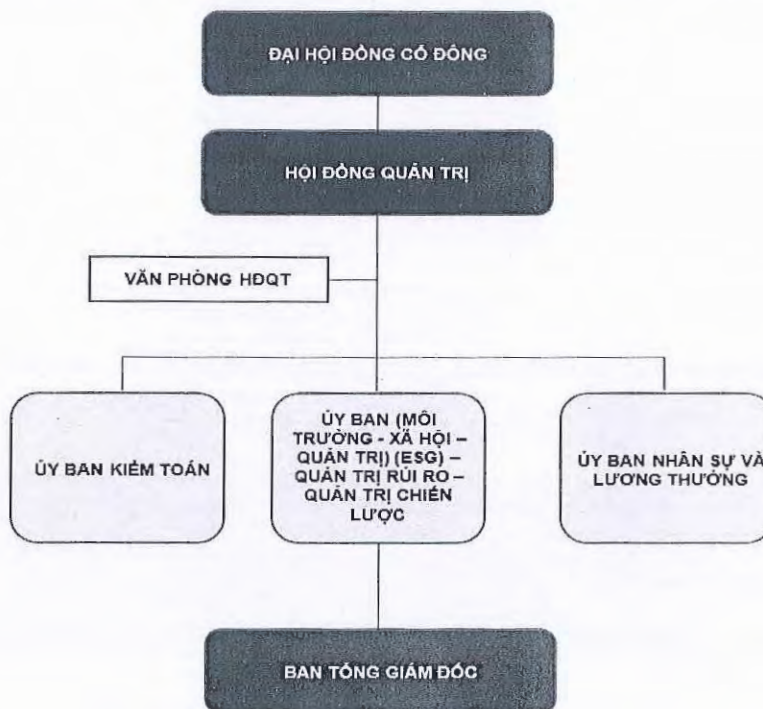 ĐẠI HỘI ĐỒNG CỔ ĐÔNG
HỘI ĐỒNG QUẢN TRỊ
VĂN PHÒNG HĐQT
ỦY BAN KIỂM TOÁN
ỦY BAN (MÔI
TRƯỜNG - XÃ HỘI –
QUẢN TRỊ) (ESG) –
QUẢN TRỊ RỦI RO –
QUẢN TRỊ CHIẾN
LƯỢC
ỦY BAN NHÂN SỰ VÀ
LƯƠNG THƯỞNG
BAN TỔNG GIÁM ĐỐC